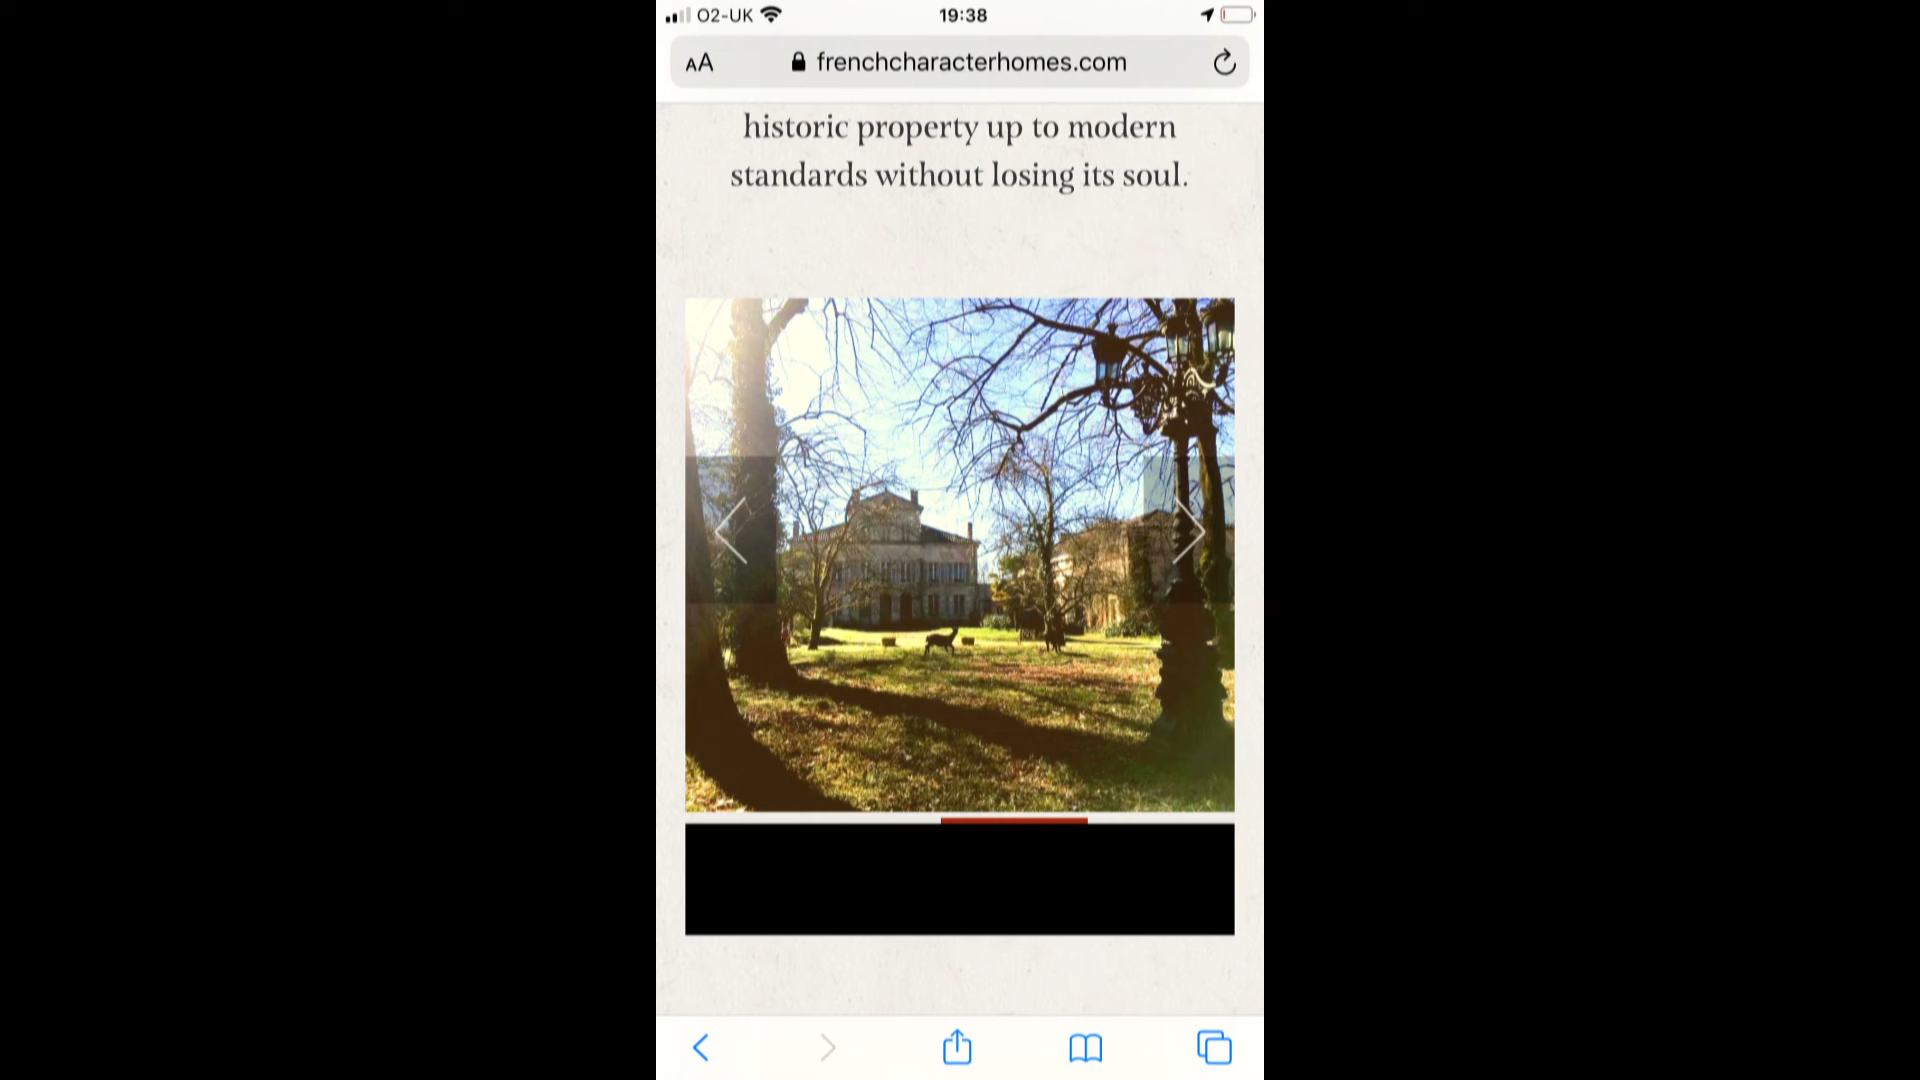 O2-UK 19:38
AA frenchcharacterhomes.com
historic property up to modern
standards without losing its soul.